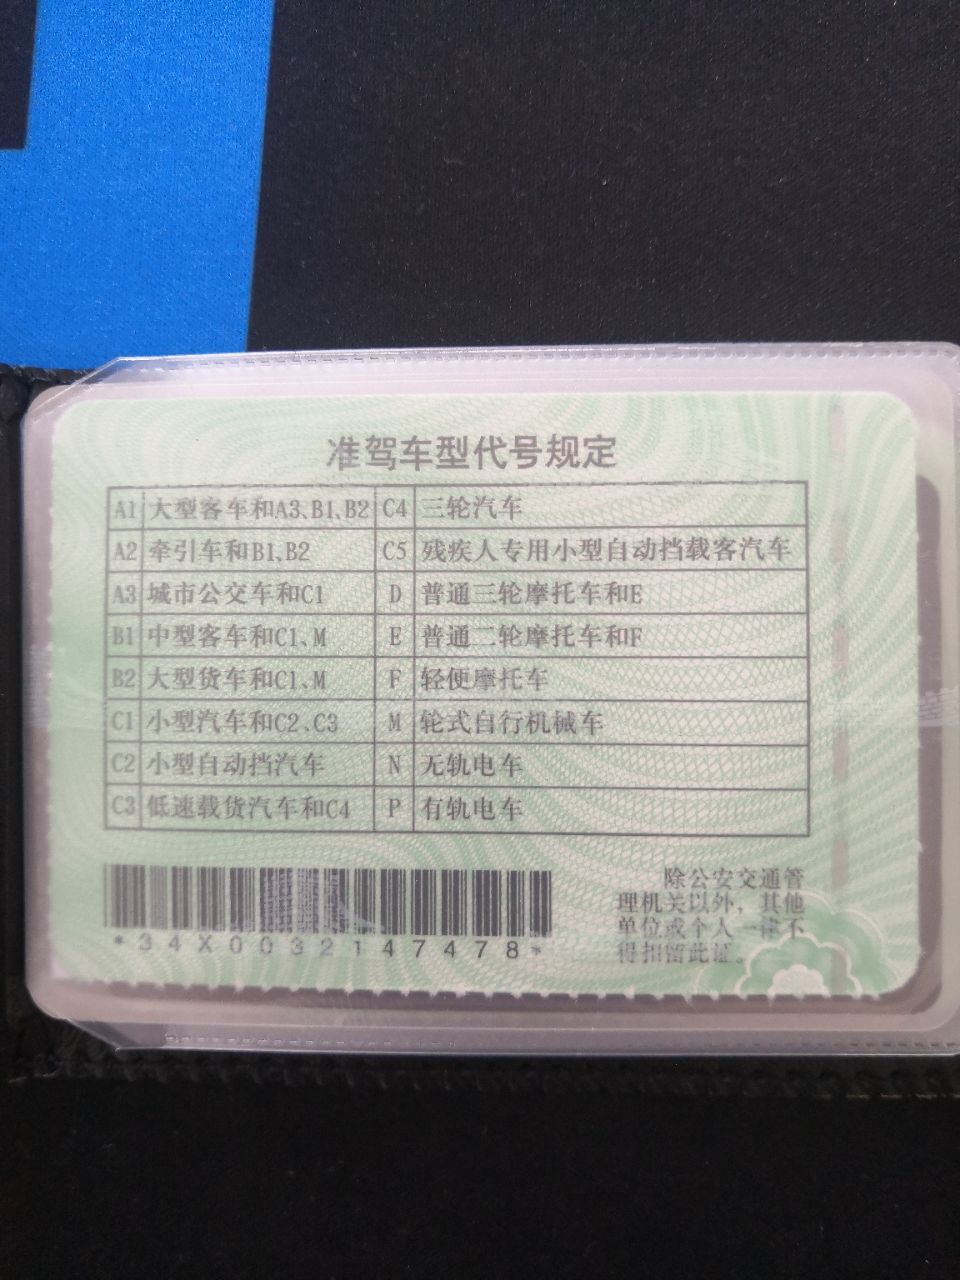 准驾车型代号规定
A1 大型客车和A3、B1、B2 C4 三轮汽车
A2 牵引车和B1、B2 C5 残疾人专用小型自动挡载客汽车
A3 城市公交车和C1 D 普通三轮摩托车和E
B1 中型客车和C1、M E 普通二轮摩托车和F
B2 大型货车和C1、M F 轻便摩托车
C1 小型汽车和C2、C3 M 轮式自行机械车
C2 小型自动挡汽车 N 无轨电车
C3 低速载货汽车和C4 P 有轨电车
*34X0032147478*
除公安交通管
理机关以外，其他
单位或个人一律不
得扣留此证。